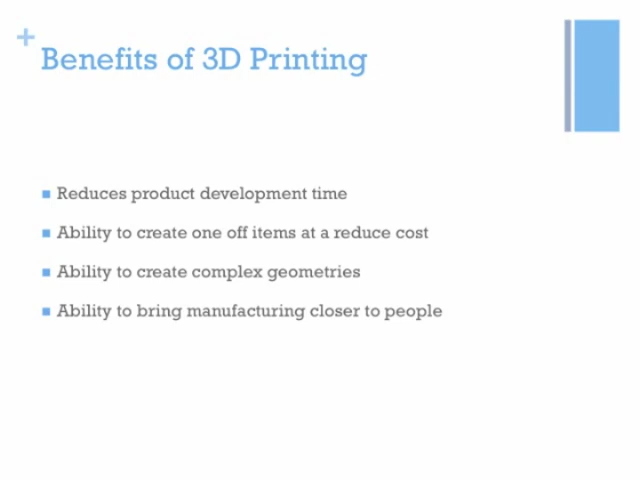 +
Benefits of 3D Printing
Reduces product development time
Ability to create one off items at a reduce cost
Ability to create complex geometries
Ability to bring manufacturing closer to people